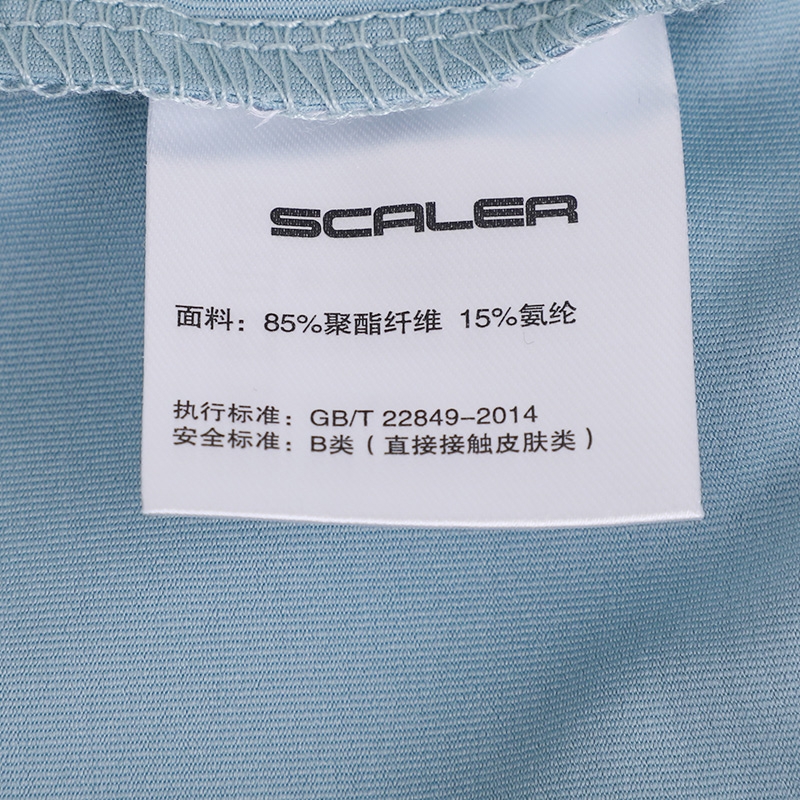 SCALER
面料：85%聚酯纤维 15%氨纶
执行标准：GB/T 22849-2014
安全标准：B类（直接接触皮肤类）